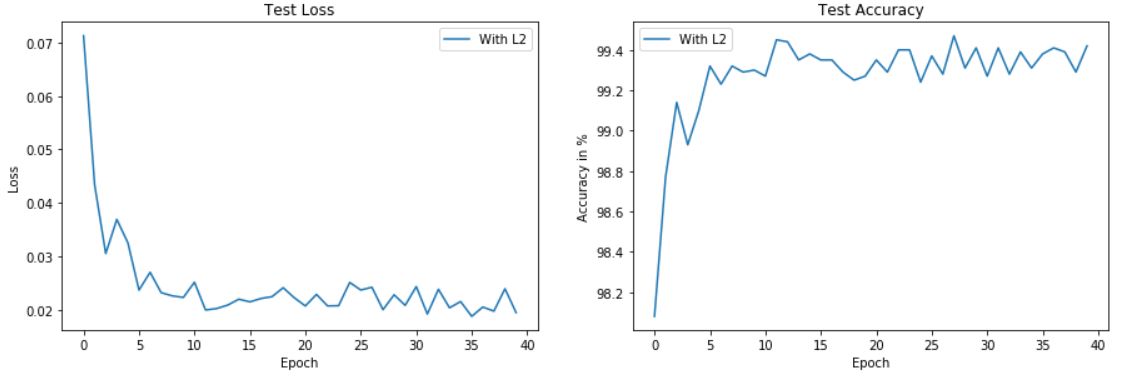 Test Loss
With L2
0.07
0.06
0.05
0.04
0.03
0.02
Loss
0 5 10 15 20 25 30 35 40
Epoch
Test Accuracy
With L2
99.4
99.2
99.0
98.8
98.6
98.4
98.2
Accuracy in %
0 5 10 15 20 25 30 35 40
Epoch